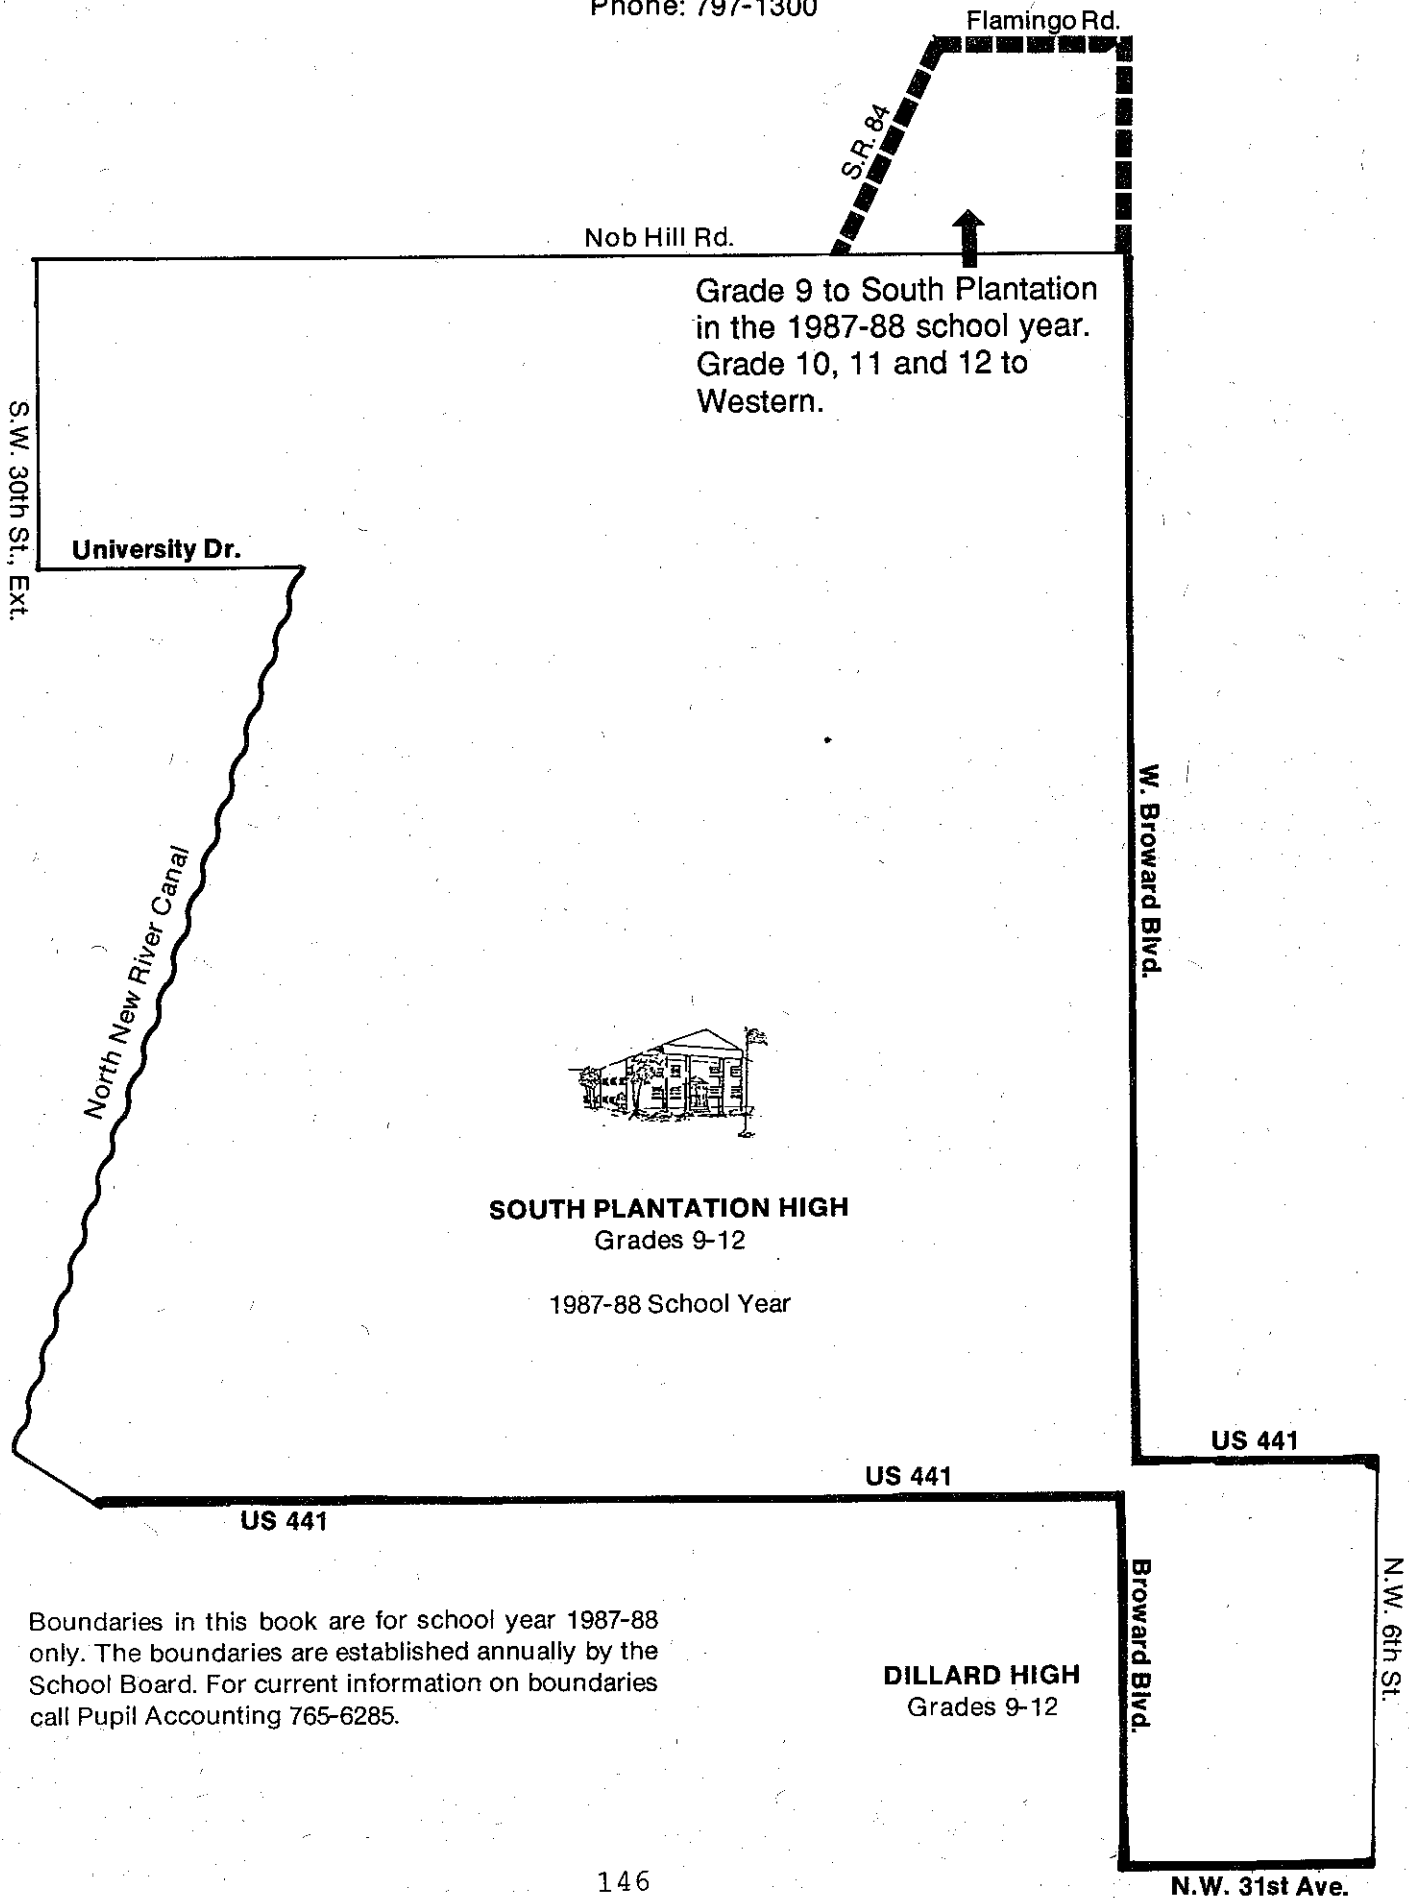 Phone: 797-1300
Flamingo Rd.
S.R. 84
Nob Hill Rd.
Grade 9 to South Plantation
in the 1987-88 school year.
Grade 10, 11 and 12 to
Western.
S.W. 30th St., Ext.
University Dr.
W. Broward Blvd.
North New River Canal
SOUTH PLANTATION HIGH
Grades 9-12
1987-88 School Year
US 441
US 441
US 441
Boundaries in this book are for school year 1987-88
only. The boundaries are established annually by the
School Board. For current information on boundaries
call Pupil Accounting 765-6285.
DILLARD HIGH
Grades 9-12
Broward Blvd.
N.W. 6th St.
146
N.W. 31st Ave.